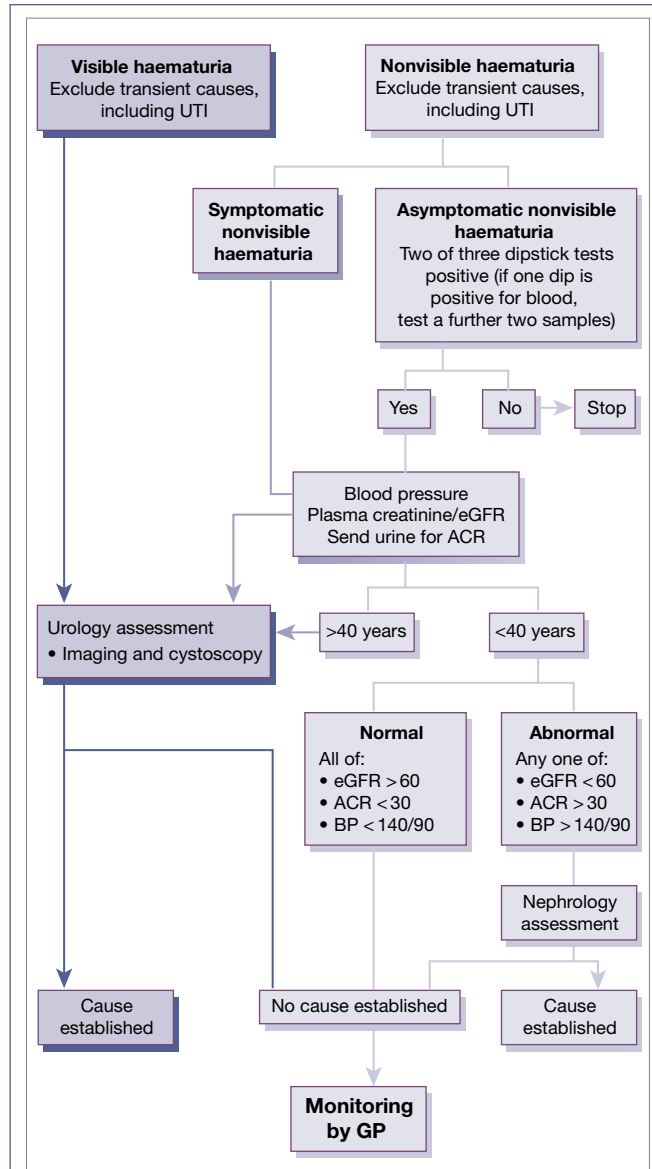 Visible haematuria
Exclude transient causes,
including UTI
Nonvisible haematuria
Exclude transient causes,
including UTI
Symptomatic
nonvisible
haematuria
Asymptomatic nonvisible
haematuria
Two of three dipstick tests
positive (if one dip is
positive for blood,
test a further two samples)
Yes
No
Stop
Blood pressure
Plasma creatinine/eGFR
Send urine for ACR
Urology assessment
• Imaging and cystoscopy
>40 years
<40 years
Normal
All of:
• eGFR >60
• ACR <30
• BP <140/90
Abnormal
Any one of:
• eGFR <60
• ACR >30
• BP >140/90
Nephrology
assessment
Cause
established
No cause established
Cause
established
Monitoring
by GP